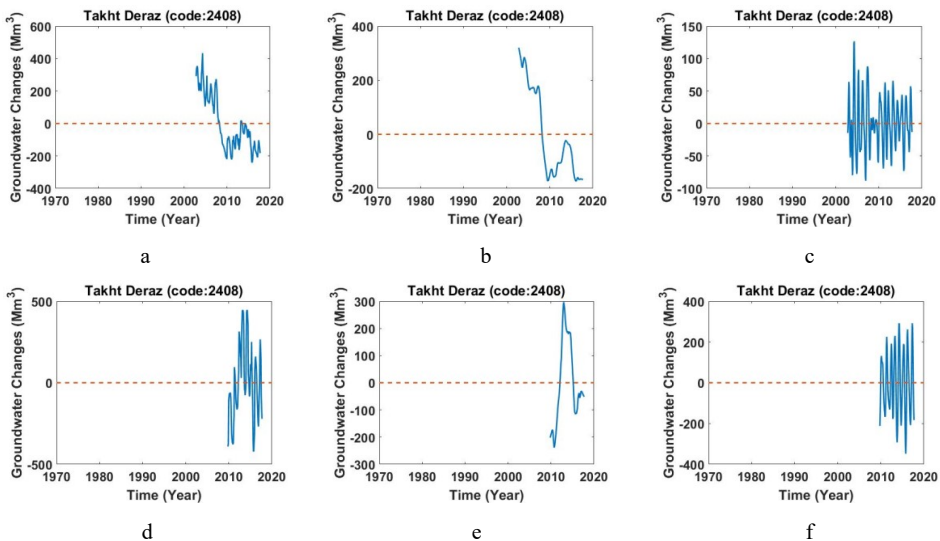 Takht Deraz (code:2408)
Groundwater Changes (Mm³)
600
400
200
0
-200
-400
1970 1980 1990 2000 2010 2020
Time (Year)
a
Takht Deraz (code:2408)
Groundwater Changes (Mm³)
400
200
0
-200
1970 1980 1990 2000 2010 2020
Time (Year)
b
Takht Deraz (code:2408)
Groundwater Changes (Mm³)
150
100
50
0
-50
-100
1970 1980 1990 2000 2010 2020
Time (Year)
c
Takht Deraz (code:2408)
Groundwater Changes (Mm³)
500
0
-500
1970 1980 1990 2000 2010 2020
Time (Year)
d
Takht Deraz (code:2408)
Groundwater Changes (Mm³)
300
200
100
0
-100
-200
-300
1970 1980 1990 2000 2010 2020
Time (Year)
e
Takht Deraz (code:2408)
Groundwater Changes (Mm³)
400
200
0
-200
-400
1970 1980 1990 2000 2010 2020
Time (Year)
f